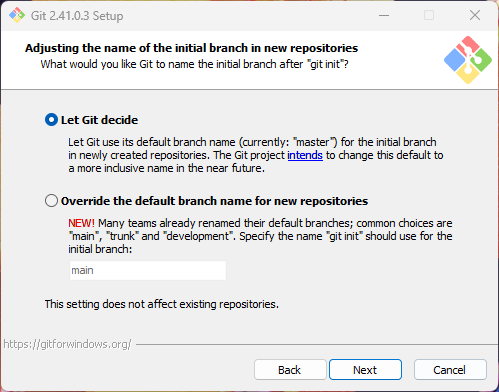 Git 2.41.0.3 Setup
Adjusting the name of the initial branch in new repositories
What would you like Git to name the initial branch after "git init"?
Let Git decide
Let Git use its default branch name (currently: "master") for the initial branch
in newly created repositories. The Git project intends to change this default to
a more inclusive name in the near future.
Override the default branch name for new repositories
NEW! Many teams already renamed their default branches; common choices are
"main", "trunk" and "development". Specify the name "git init" should use for the
initial branch:
main
This setting does not affect existing repositories.
https://gitforwindows.org/
Back Next Cancel